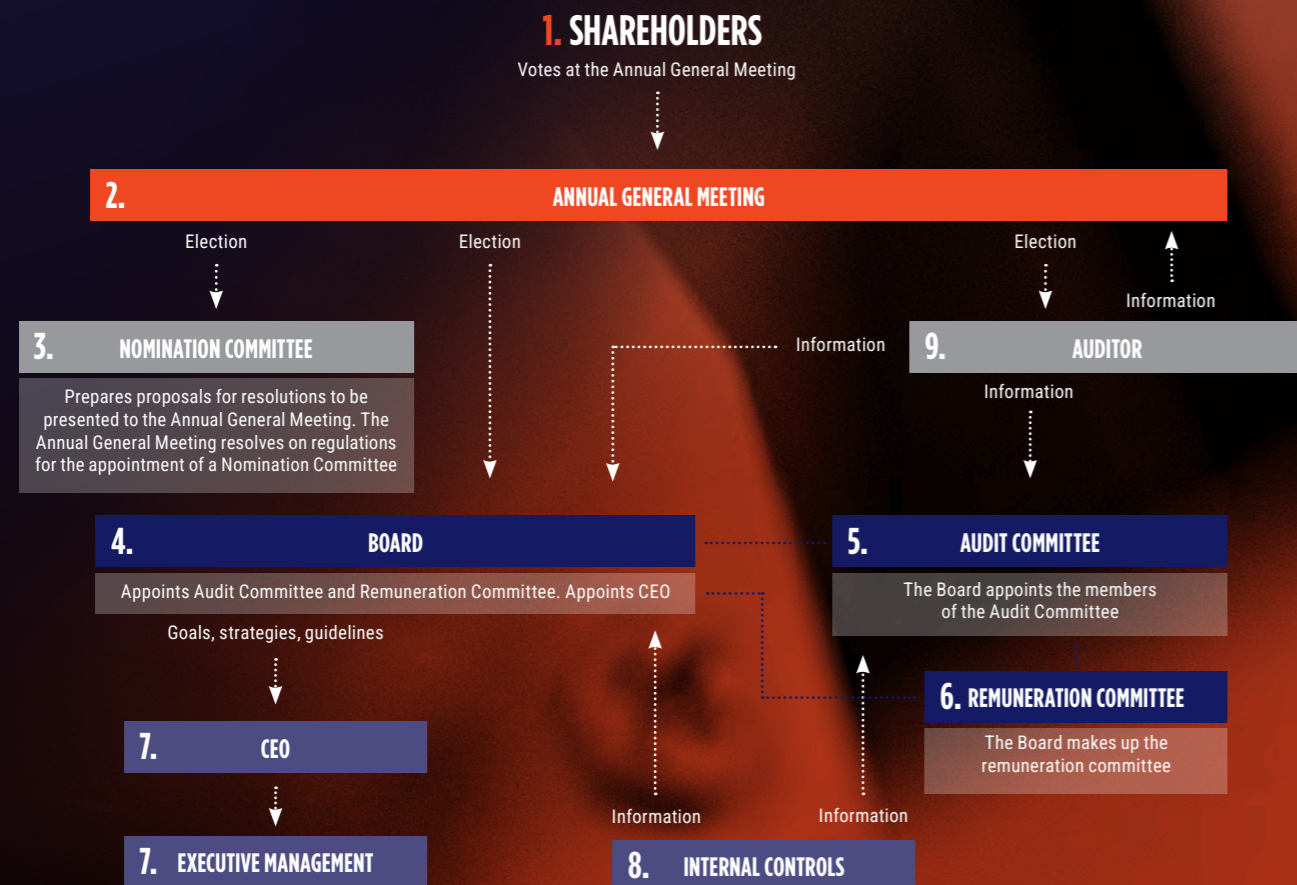 1. SHAREHOLDERS
Votes at the Annual General Meeting
2. ANNUAL GENERAL MEETING
Election
Election
Election
Information
3. NOMINATION COMMITTEE
Prepares proposals for resolutions to be
presented to the Annual General Meeting. The
Annual General Meeting resolves on regulations
for the appointment of a Nomination Committee
Information
9. AUDITOR
Information
4. BOARD
Appoints Audit Committee and Remuneration Committee. Appoints CEO
Goals, strategies, guidelines
5. AUDIT COMMITTEE
The Board appoints the members
of the Audit Committee
6. REMUNERATION COMMITTEE
The Board makes up the
remuneration committee
7. CEO
Information
Information
7. EXECUTIVE MANAGEMENT
8. INTERNAL CONTROLS